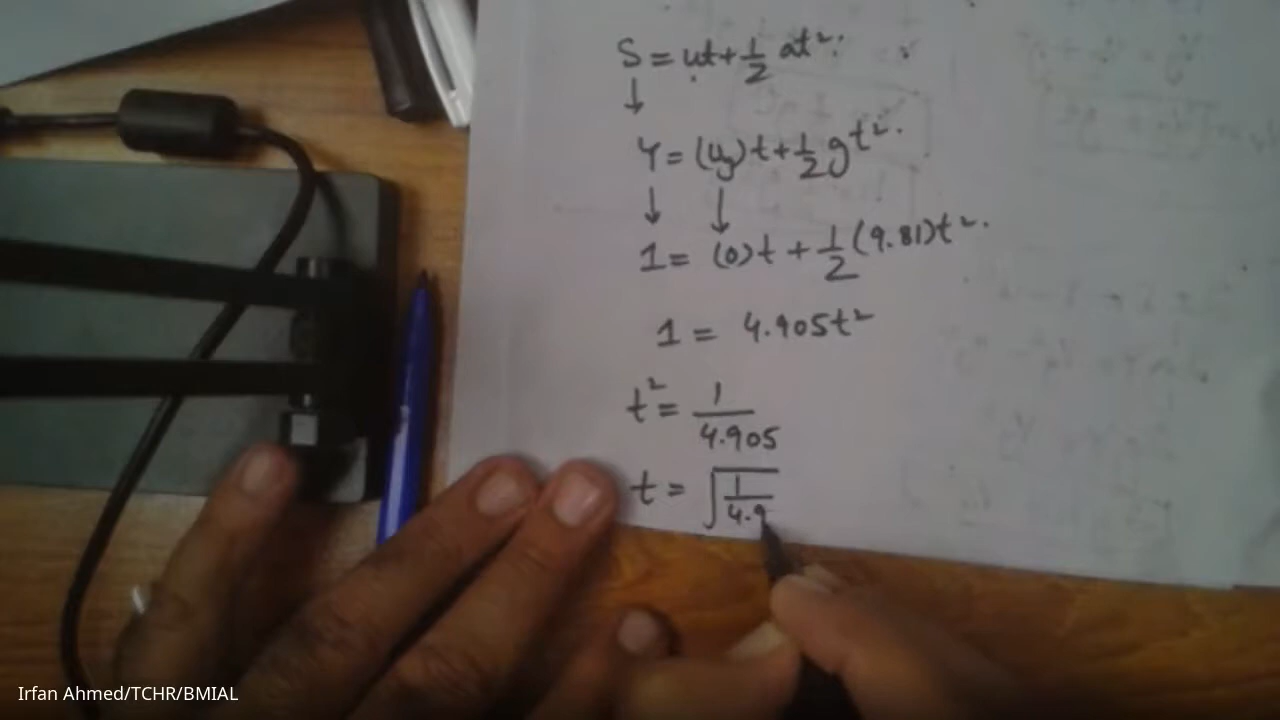 S = ut + 1/2 at².
↓
Y = (uy)t + 1/2 gt².
↓ ↓
1 = (0)t + 1/2 (9.81)t².
1 = 4.905t²
t² = 1/4.905
t = √(1/4.9
Irfan Ahmed/TCHR/BMIAL